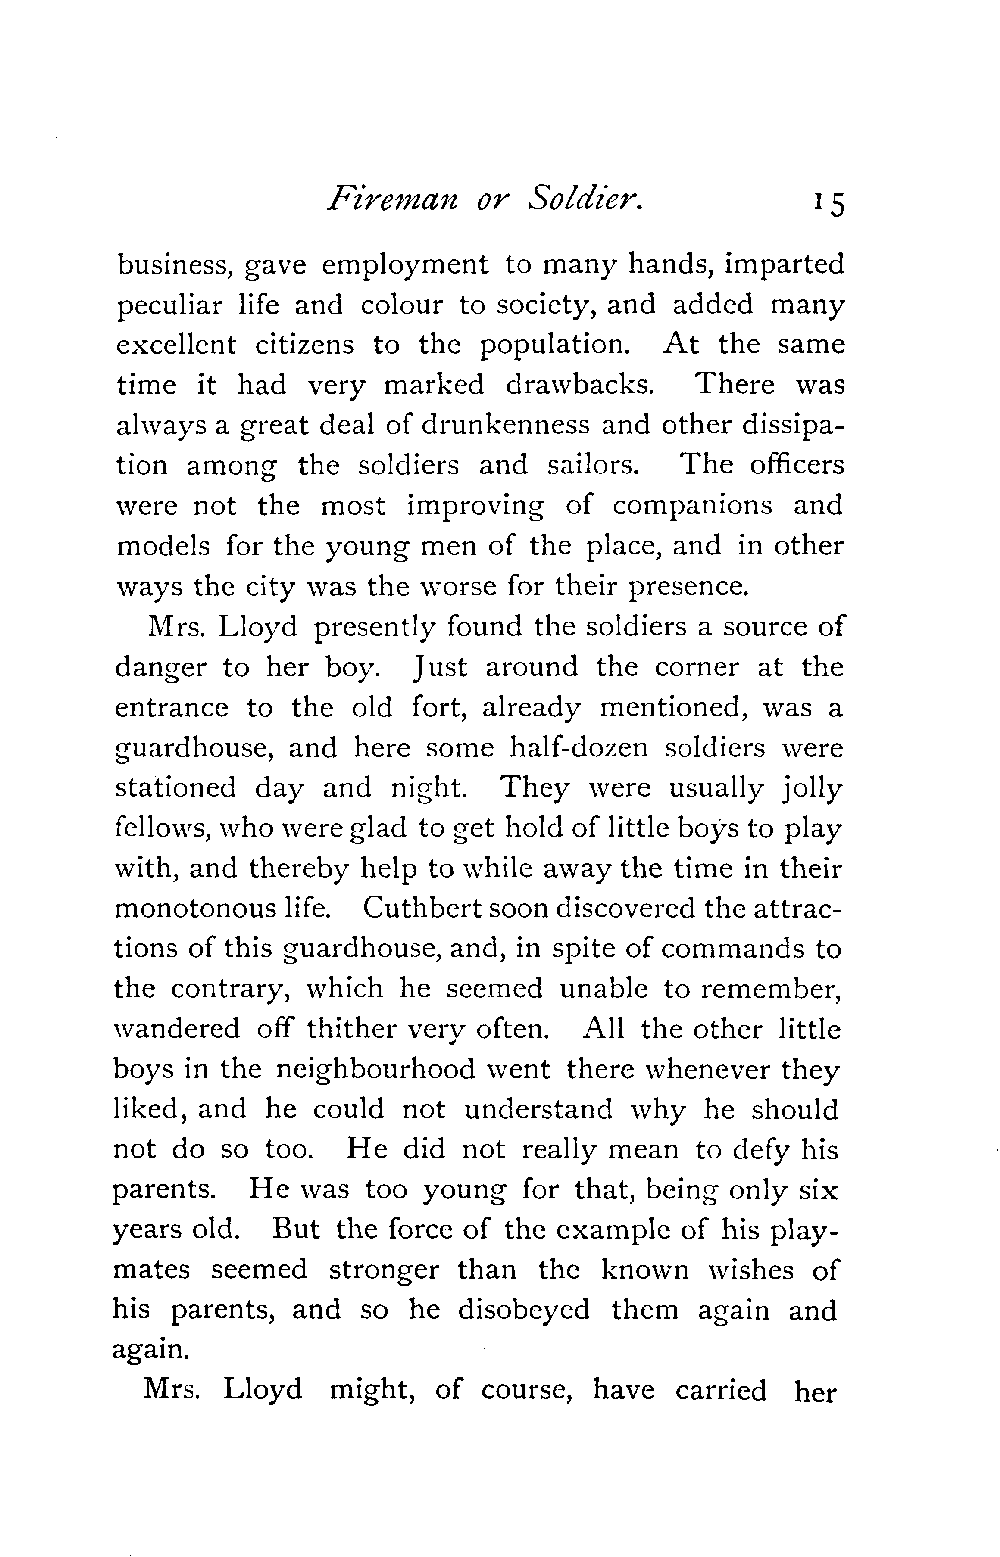 Fireman or Soldier. 15
business, gave employment to many hands, imparted
peculiar life and colour to society, and added many
excellent citizens to the population. At the same
time it had very marked drawbacks. There was
always a great deal of drunkenness and other dissipa-
tion among the soldiers and sailors. The officers
were not the most improving of companions and
models for the young men of the place, and in other
ways the city was the worse for their presence.
Mrs. Lloyd presently found the soldiers a source of
danger to her boy. Just around the corner at the
entrance to the old fort, already mentioned, was a
guardhouse, and here some half-dozen soldiers were
stationed day and night. They were usually jolly
fellows, who were glad to get hold of little boys to play
with, and thereby help to while away the time in their
monotonous life. Cuthbert soon discovered the attrac-
tions of this guardhouse, and, in spite of commands to
the contrary, which he seemed unable to remember,
wandered off thither very often. All the other little
boys in the neighbourhood went there whenever they
liked, and he could not understand why he should
not do so too. He did not really mean to defy his
parents. He was too young for that, being only six
years old. But the force of the example of his play-
mates seemed stronger than the known wishes of
his parents, and so he disobeyed them again and
again.
Mrs. Lloyd might, of course, have carried her